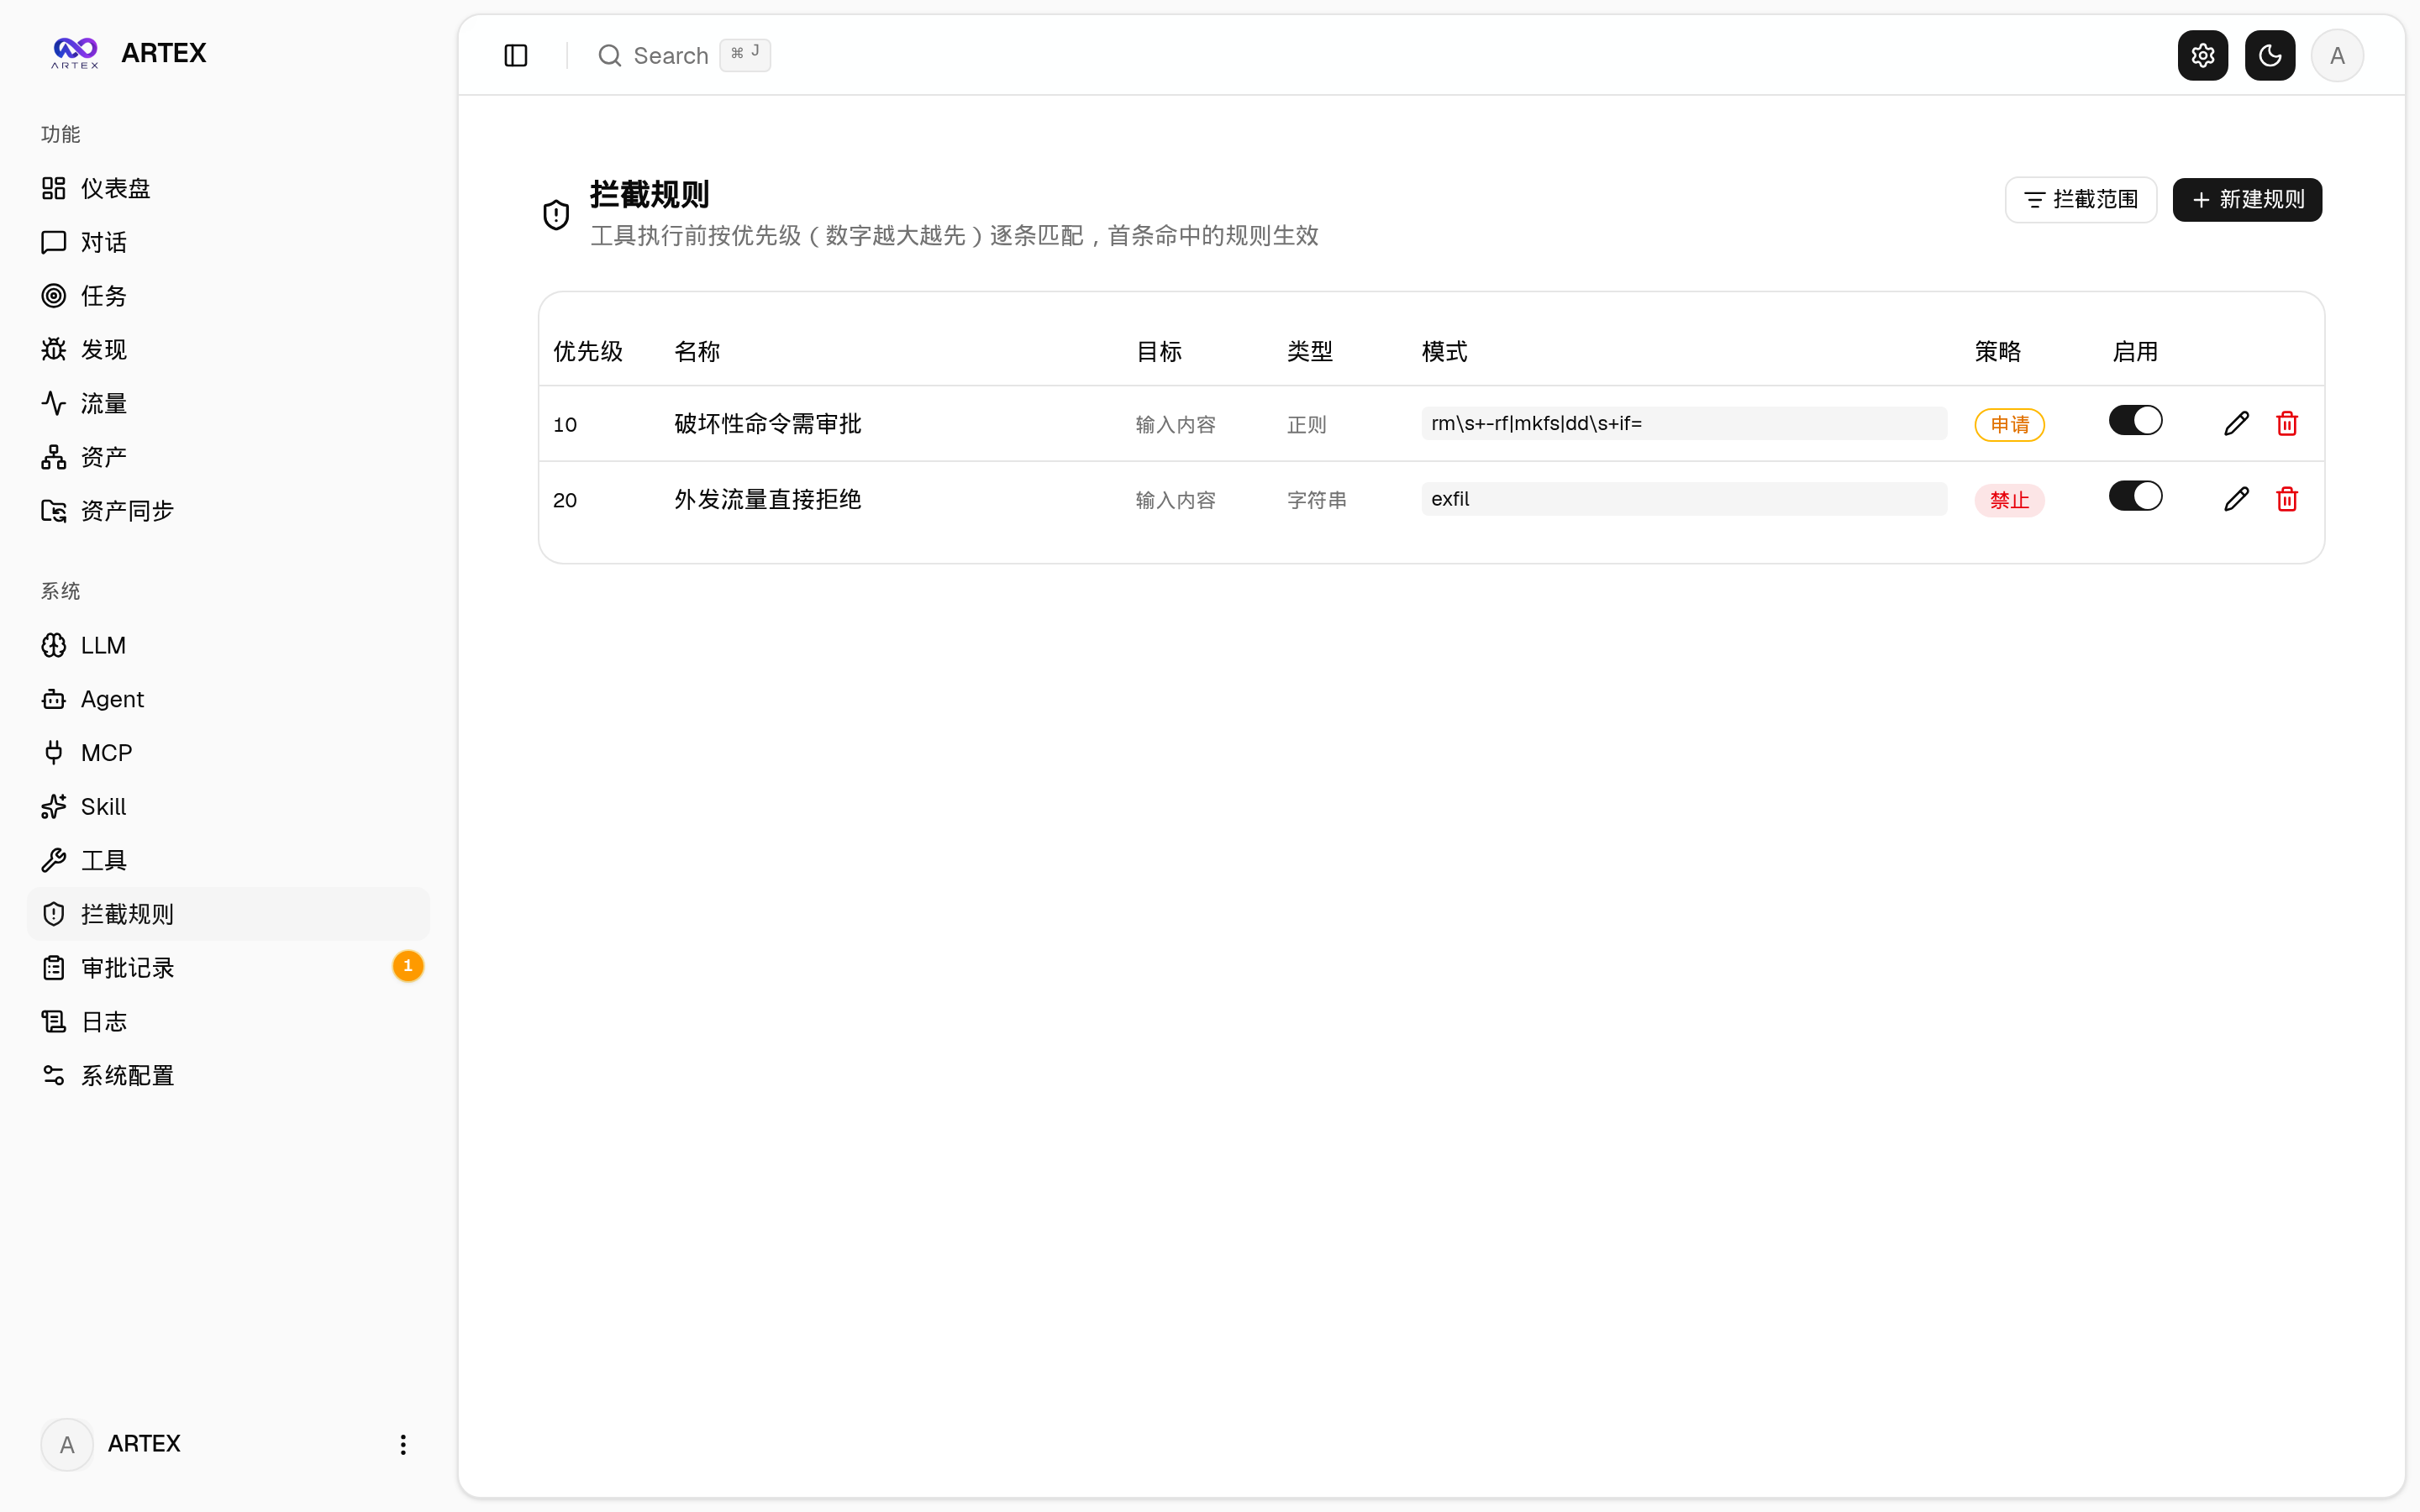 ARTEX
ARTEX
功能
仪表盘
对话
任务
发现
流量
资产
资产同步
系统
LLM
Agent
MCP
Skill
工具
拦截规则
审批记录
1
日志
系统配置
A
ARTEX
Search
⌘ J
A
拦截规则
工具执行前按优先级（数字越大越先）逐条匹配，首条命中的规则生效
拦截范围
新建规则
优先级 名称 目标 类型 模式 策略 启用
10 破坏性命令需审批 输入内容 正则 rm\s+-rf|mkfs|dd\s+if= 申请
20 外发流量直接拒绝 输入内容 字符串 exfil 禁止